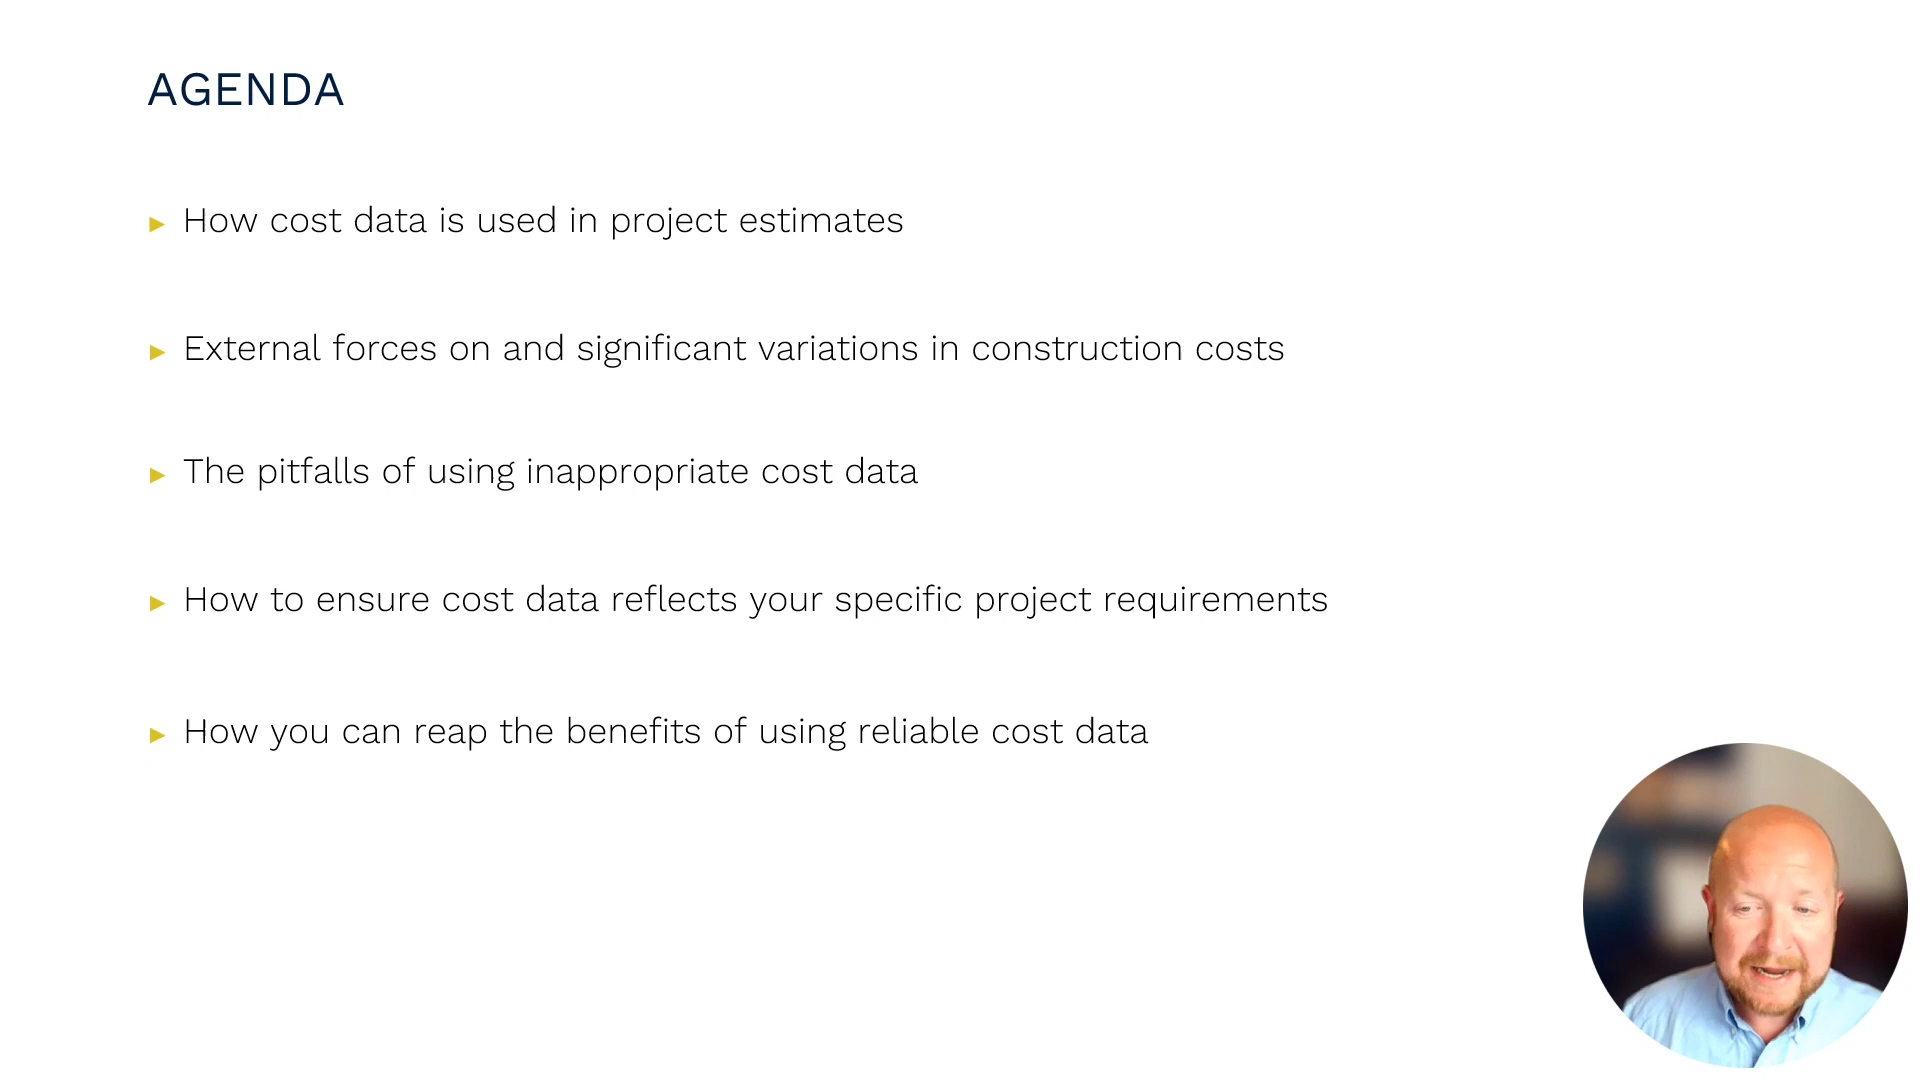 AGENDA
How cost data is used in project estimates
External forces on and significant variations in construction costs
The pitfalls of using inappropriate cost data
How to ensure cost data reflects your specific project requirements
How you can reap the benefits of using reliable cost data